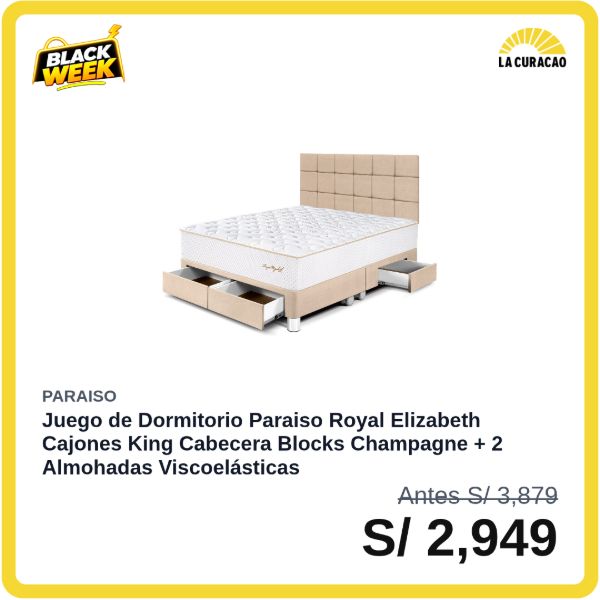 BLACK
WEEK
LA CURACAO
PARAISO
Juego de Dormitorio Paraiso Royal Elizabeth
Cajones King Cabecera Blocks Champagne + 2
Almohadas Viscoelásticas
Antes S/ 3,879
S/ 2,949